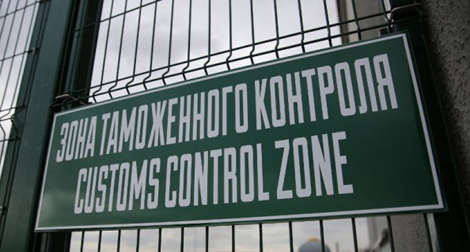 ЗОНА ТАМОЖЕННОГО КОНТРОЛЯ
CUSTOMS CONTROL ZONE